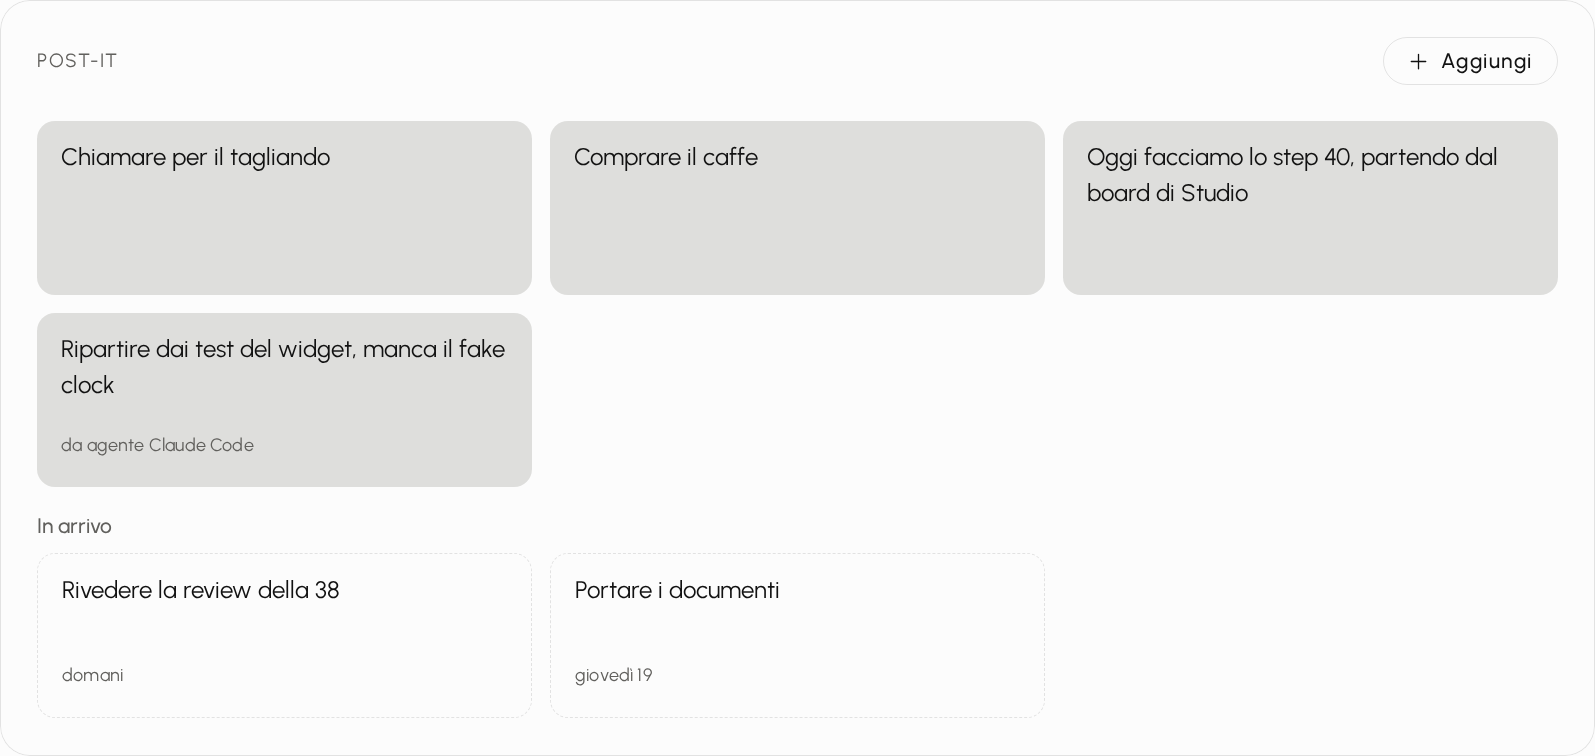 POST-IT
+ Aggiungi
Chiamare per il tagliando
Comprare il caffe
Oggi facciamo lo step 40, partendo dal
board di Studio
Ripartire dai test del widget, manca il fake
clock
da agente Claude Code
In arrivo
Rivedere la review della 38
domani
Portare i documenti
giovedì 19